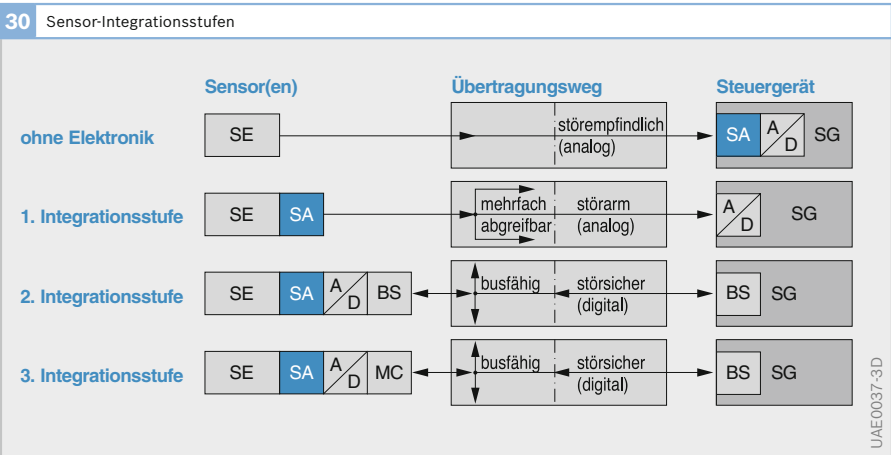 30 Sensor-Integrationsstufen
Sensor(en) Übertragungsweg Steuergerät
ohne Elektronik SE störempfindlich (analog) SA A/D SG
1. Integrationsstufe SE SA mehrfach abgreifbar störarm (analog) A/D SG
2. Integrationsstufe SE SA A/D BS busfähig störsicher (digital) BS SG
3. Integrationsstufe SE SA A/D MC busfähig störsicher (digital) BS SG
UAE0037-3D